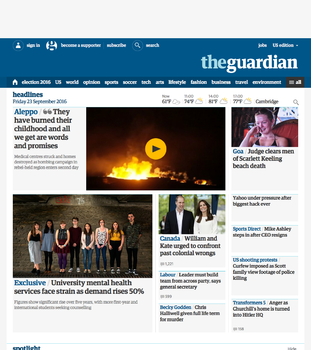 sign in
become a supporter
subscribe
search
jobs
US edition
theguardian
home
election 2016
US
world
opinion
sports
soccer
tech
arts
lifestyle
fashion
business
travel
environment
all
headlines
Friday 23 September 2016
11am
14:00
17:00
61°F
74°F
81°F
77°F
Cambridge
Aleppo / “They
have burned their
childhood and all
we get are words
and promises
Medical centres struck and homes
destroyed as bombing campaign in
rebel-held region enters second day
Goa / Judge clears men
of Scarlett Keeling
beach death
Yahoo under pressure after
biggest hack ever
Sports Direct / Mike Ashley
steps in after CEO resigns
US shooting protests
Curfew imposed as Scott
family view footage of police
killing
Transformers 5 / Anger as
Churchill's home is turned
into Hitler HQ
Exclusive / University mental health
services face strain as demand rises 50%
Figures show significant rise over five years, with more first-year and
international students seeking counselling
Canada / William and
Kate urged to confront
past colonial wrongs
Labour / Leader must build
team from across party, says
general secretary
Becky Godden / Chris
Halliwell given full life term
for murder
spotlight